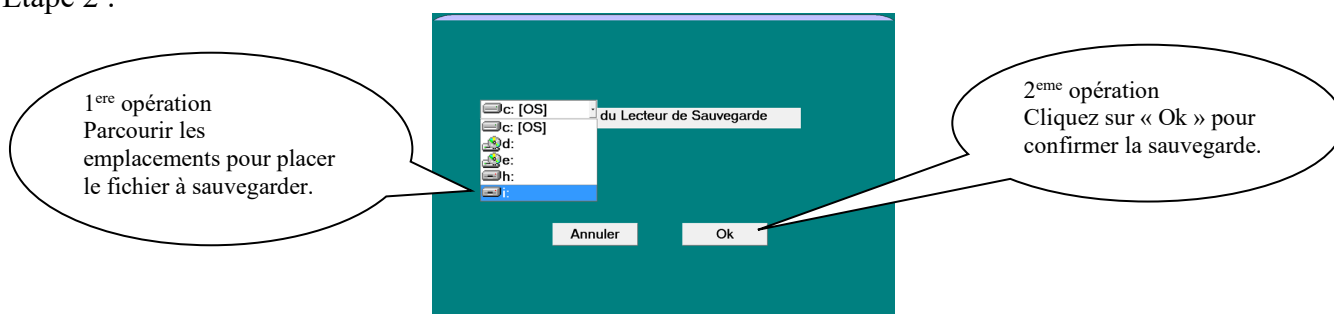 Etape 2 :
1ere opération
Parcourir les
emplacements pour placer
le fichier à sauvegarder.
c: [OS]
du Lecteur de Sauvegarde
c: [OS]
d:
e:
h:
i:
Annuler
Ok
2eme opération
Cliquez sur « Ok » pour
confirmer la sauvegarde.